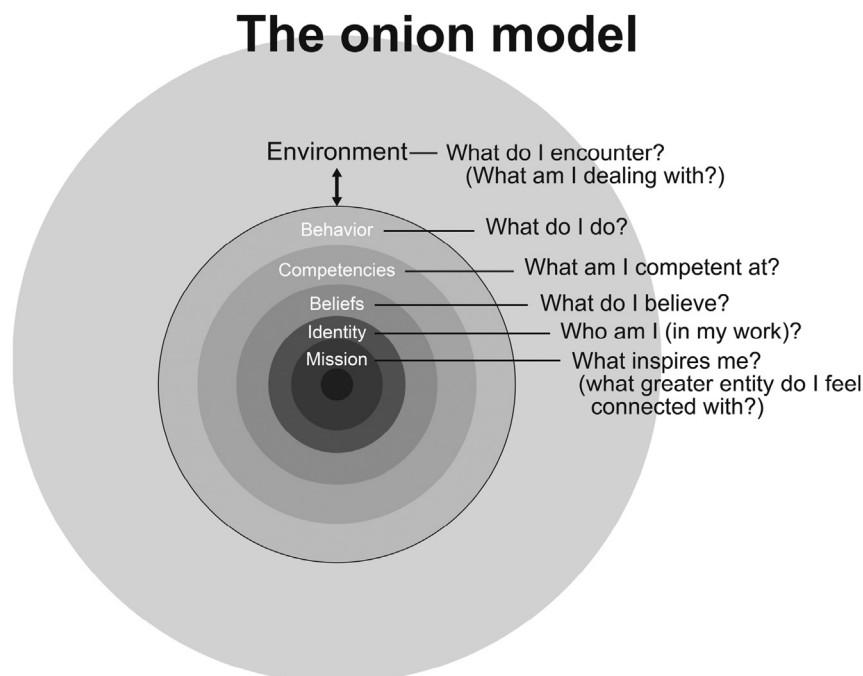 The onion model
Environment
What do I encounter?
(What am I dealing with?)
Behavior
What do I do?
Competencies
What am I competent at?
Beliefs
What do I believe?
Identity
Who am I (in my work)?
Mission
What inspires me?
(what greater entity do I feel
connected with?)